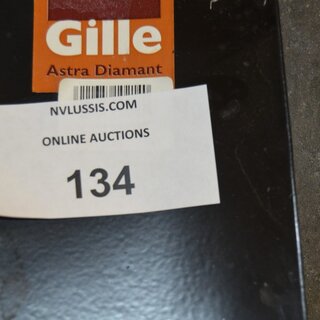 Gille
Astra Diamant
NVLUSSIS.COM
ONLINE AUCTIONS
134